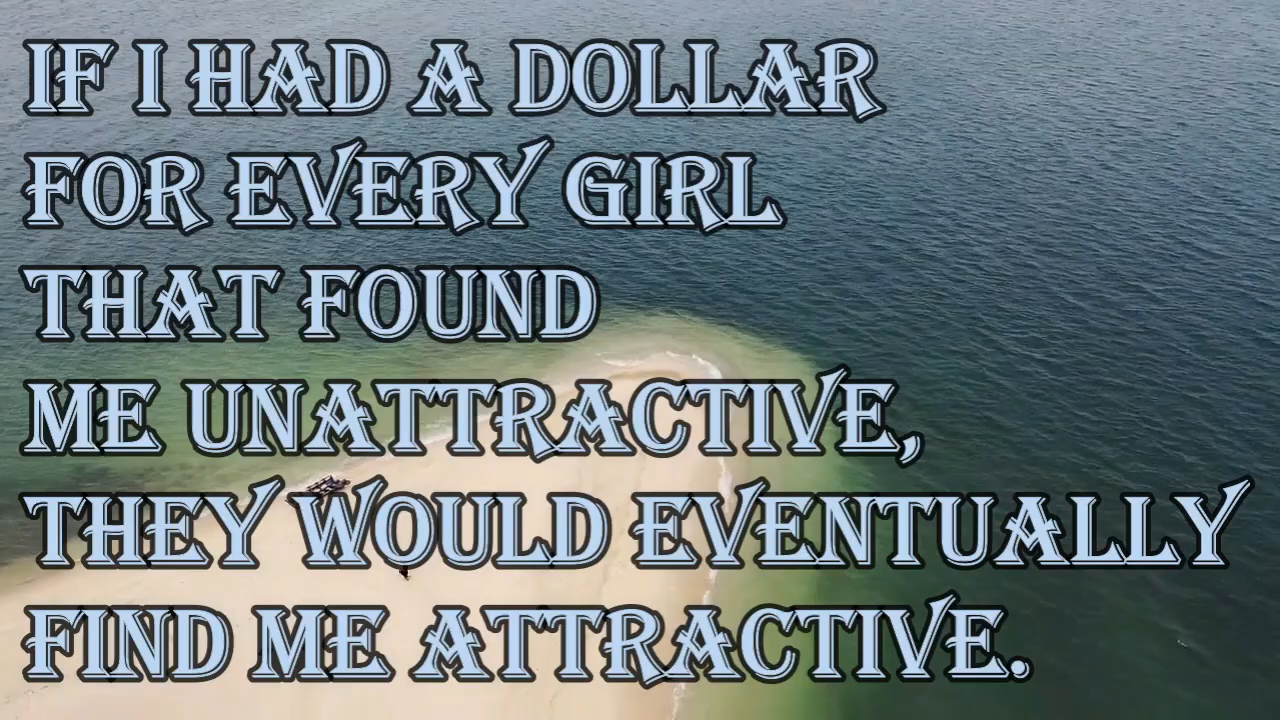 IF I HAD A DOLLAR
FOR EVERY GIRL
THAT FOUND
ME UNATTRACTIVE,
THEY WOULD EVENTUALLY
FIND ME ATTRACTIVE.